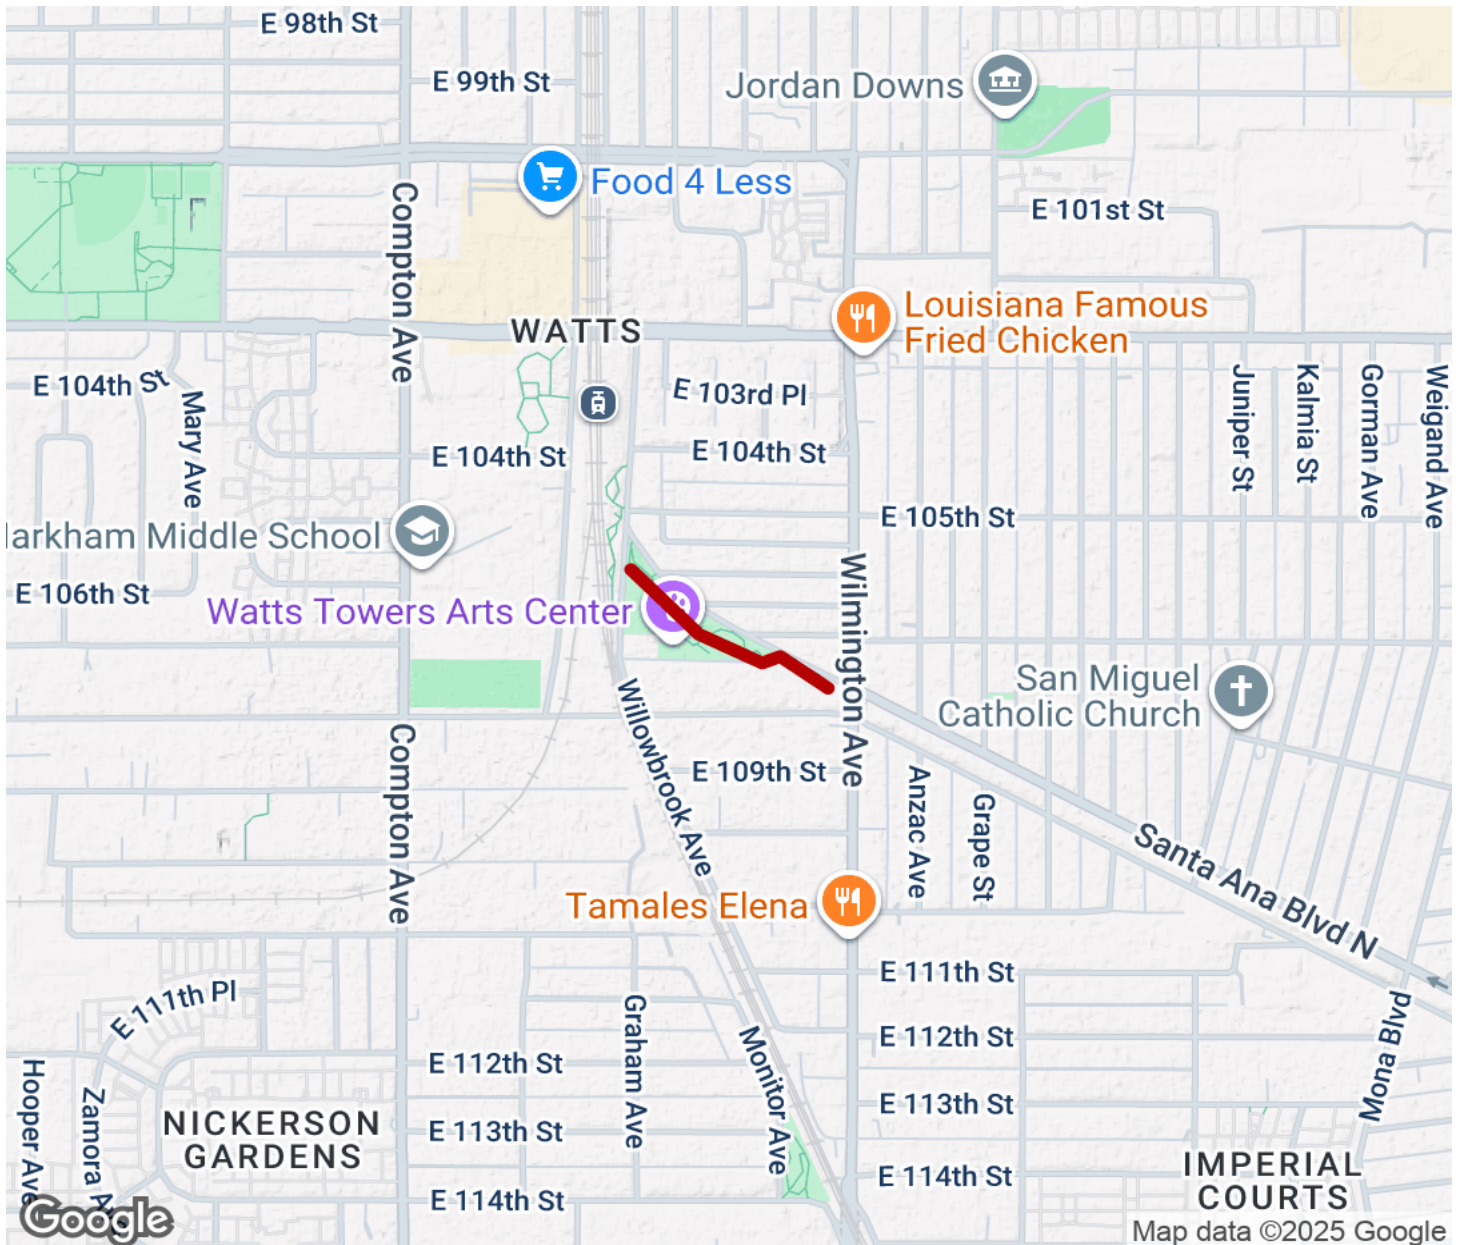 E 98th St
E 99th St
Jordan Downs
Food 4 Less
E 101st St
Compton Ave
Louisiana Famous
Fried Chicken
WATTS
E 104th St
Mary Ave
E 103rd Pl
Juniper St
Kalmia St
Gorman Ave
Weigand Ave
E 104th St
E 104th St
E 105th St
arkham Middle School
E 106th St
Watts Towers Arts Center
Wilmington Ave
San Miguel
Catholic Church
Willowbrook Ave
Compton Ave
E 109th St
Anzac Ave
Grape St
Santa Ana Blvd N
Tamales Elena
E 111th St
E 111th Pl
Graham Ave
Monitor Ave
Mona Blvd
E 112th St
E 112th St
Hooper Ave
Zamora Ave
NICKERSON
GARDENS
E 113th St
E 113th St
E 114th St
E 114th St
IMPERIAL
COURTS
Google
Map data ©2025 Google